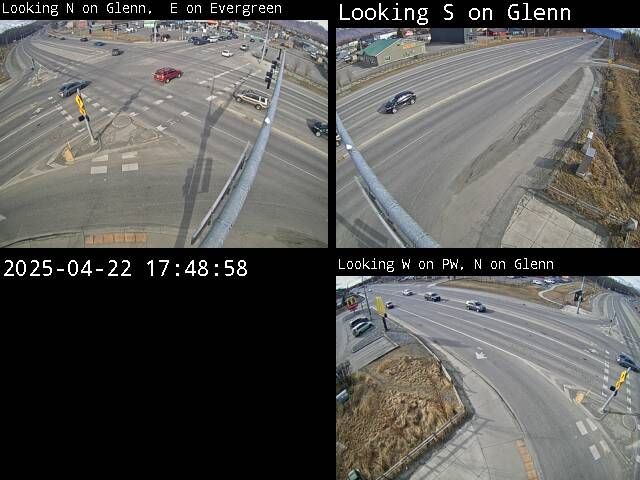 Looking N on Glenn,  E on Evergreen
Looking S on Glenn
2025-04-22 17:48:58
Looking W on PW, N on Glenn